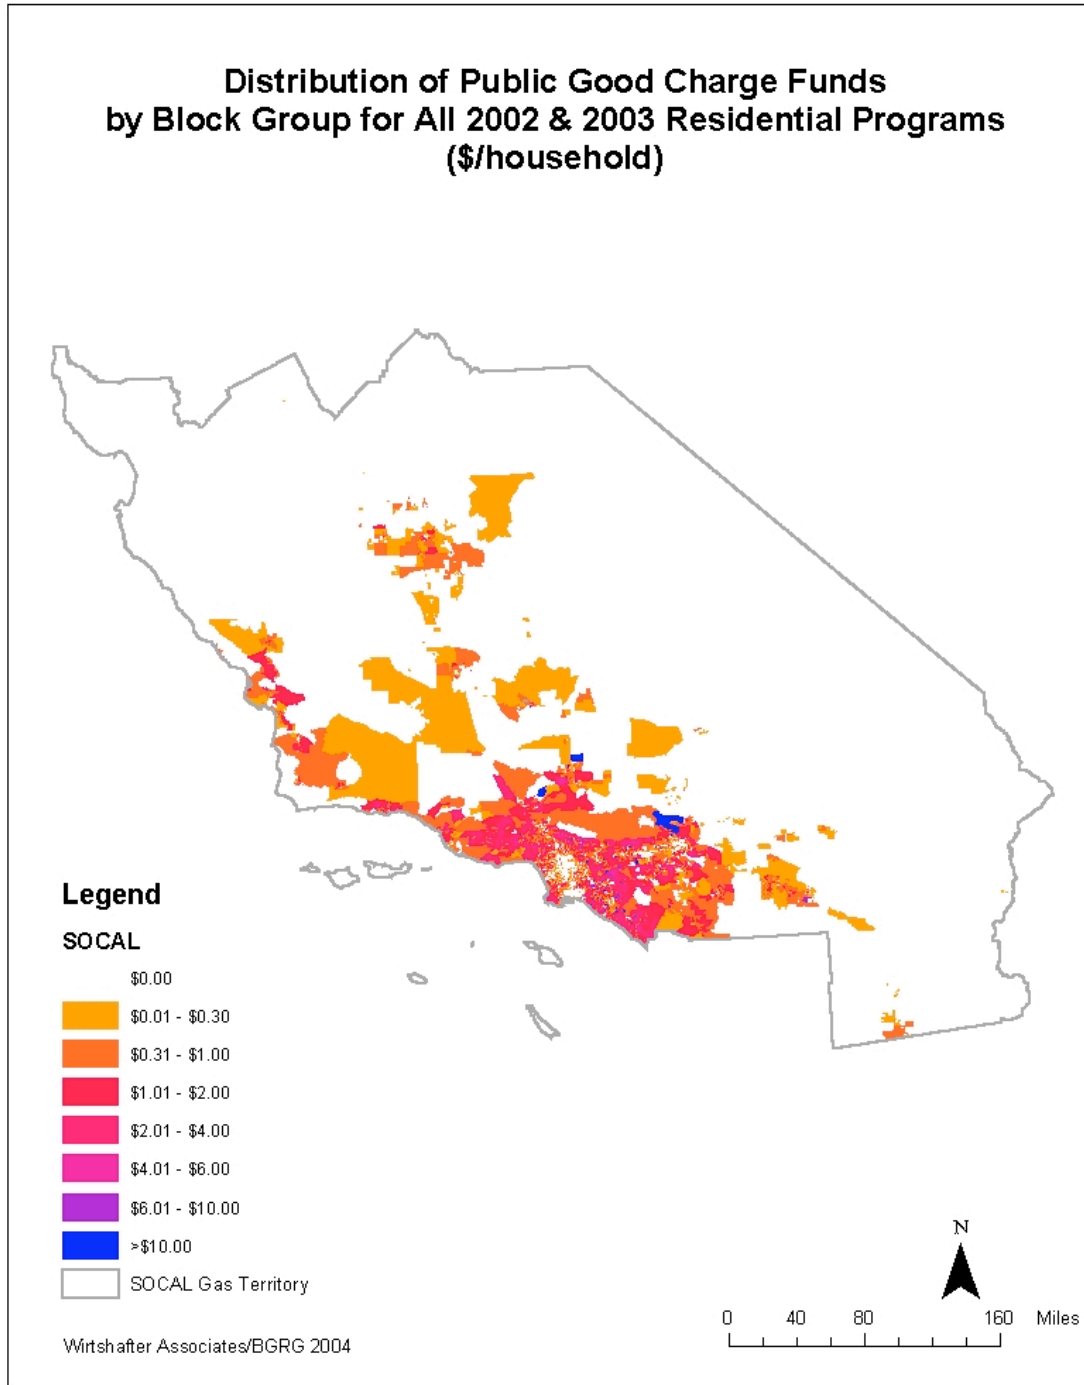 Distribution of Public Good Charge Funds
by Block Group for All 2002 & 2003 Residential Programs
($/household)
Legend
SOCAL
$0.00
$0.01 - $0.30
$0.31 - $1.00
$1.01 - $2.00
$2.01 - $4.00
$4.01 - $6.00
$6.01 - $10.00
>$10.00
SOCAL Gas Territory
N
0 40 80 160 Miles
Wirtshafter Associates/BGRG 2004